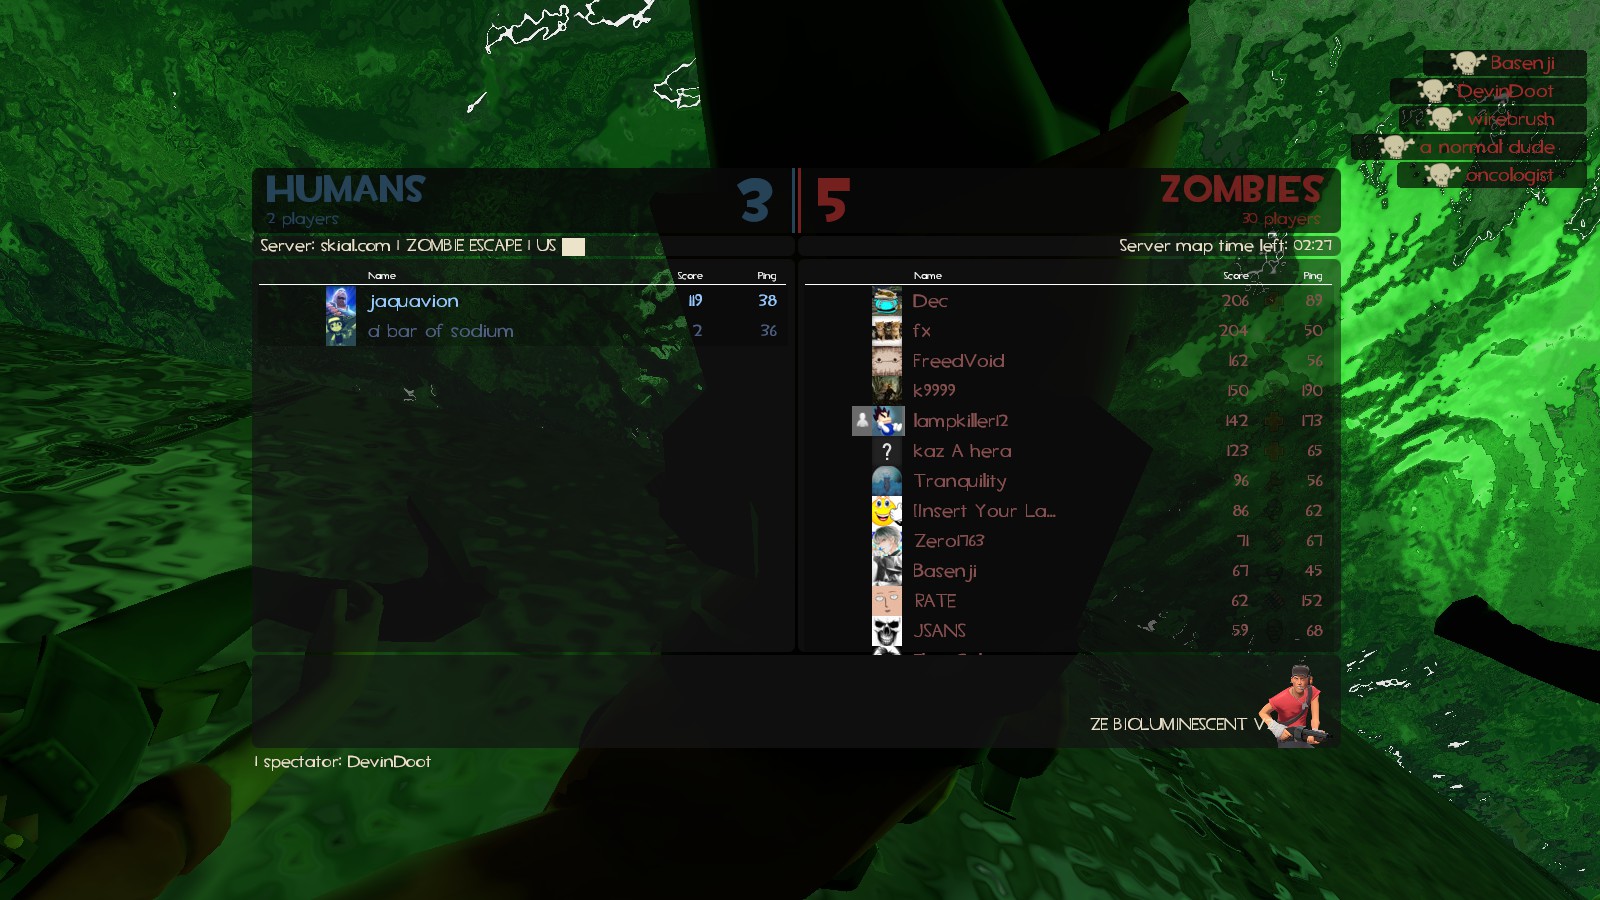 Basenji
DevinDoot
wirebrush
a normal dude
oncologist
HUMANS 3 5 ZOMBIES
2 players 30 players
Server: skial.com | ZOMBIE ESCAPE | US Server map time left: 02:27
Name Score Ping Name Score Ping
jaquavion 119 38 Dec 206 89
a bar of sodium 2 36 fx 204 50
FreedVoid 162 56
k9999 150 190
lampkiller12 142 173
? kaz A hera 123 65
Tranquility 96 56
[Insert Your La... 86 62
Zero1763 71 67
Basenji 67 45
RATE 62 152
JSANS 59 68
ZE BIOLUMINESCENT
1 spectator: DevinDoot